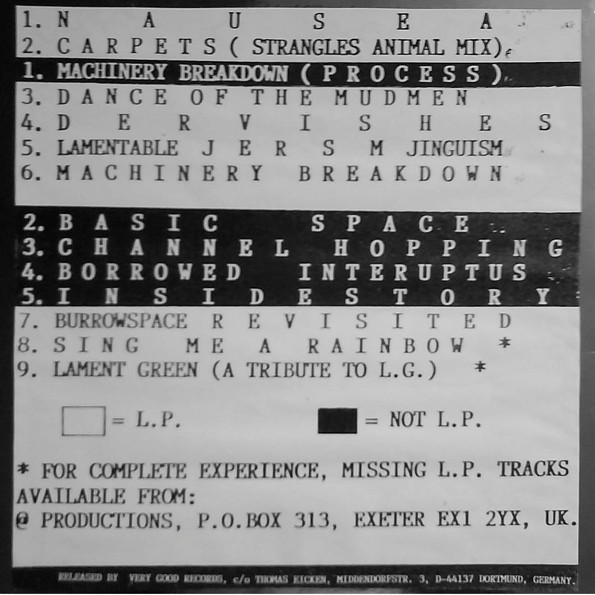 1. N A U S E A
2. C A R P E T S ( STRANGLES ANIMAL MIX).
1. MACHINERY BREAKDOWN ( P R O C E S S ).
3. D A N C E O F T H E M U D M E N
4. D E R V I S H E S
5. LAMENTABLE J E R S M JINGUISM
6. M A C H I N E R Y B R E A K D O W N
2. B A S I C S P A C E
3. C H A N N E L H O P P I N G
4. B O R R O W E D I N T E R U P T U S
5. I N S I D E S T O R Y
7. BURROWSPACE R E V I S I T E D
8. S I N G M E A R A I N B O W *
9. LAMENT GREEN (A TRIBUTE TO L.G.) *
= L.P. = NOT L.P.
* FOR COMPLETE EXPERIENCE, MISSING L.P. TRACKS
AVAILABLE FROM:
@ PRODUCTIONS, P.O.BOX 313, EXETER EX1 2YX, UK.
RELEASED BY VERY GOOD RECORDS, c/o THOMAS KICKEN, MIDDENDORFSTR. 3, D-44137 DORTMUND, GERMANY.